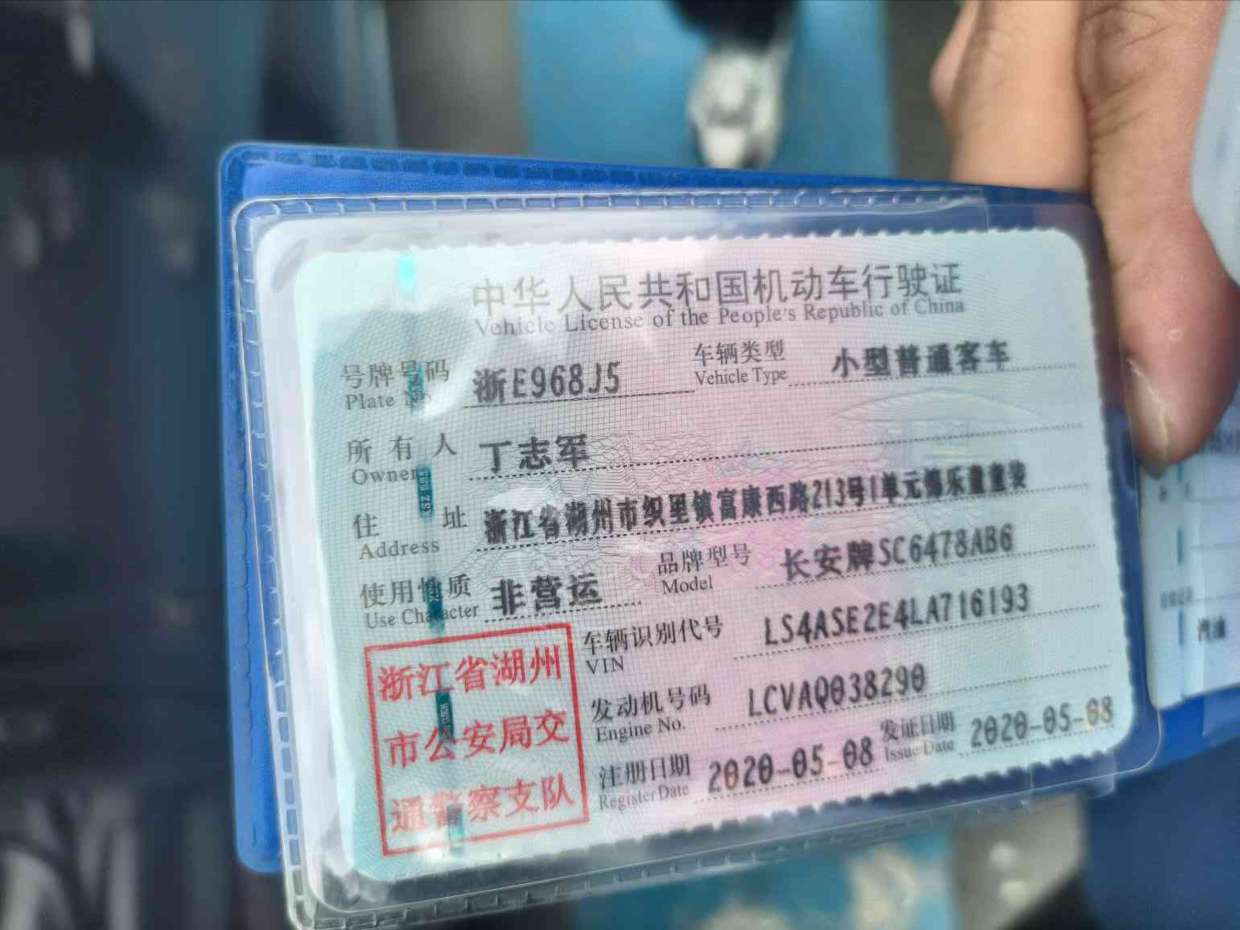 中华人民共和国机动车行驶证
Vehicle License of the People's Republic of China
号牌号码 浙E968J5 车辆类型 小型普通客车
Plate No. Vehicle Type
所有人 丁志军
Owner
住址 浙江省湖州市织里镇富康西路213号1单元 乐童童装
Address
使用性质 非营运 品牌型号 长安牌SC6478AB6
Use Character Model
车辆识别代号 LS4ASE2E4LA716193
VIN
发动机号码 LCVAQ038290
Engine No.
注册日期 2020-05-08 发证日期 2020-05-08
Register Date Issue Date
浙江省湖州
市公安局交
通警察支队
汽油